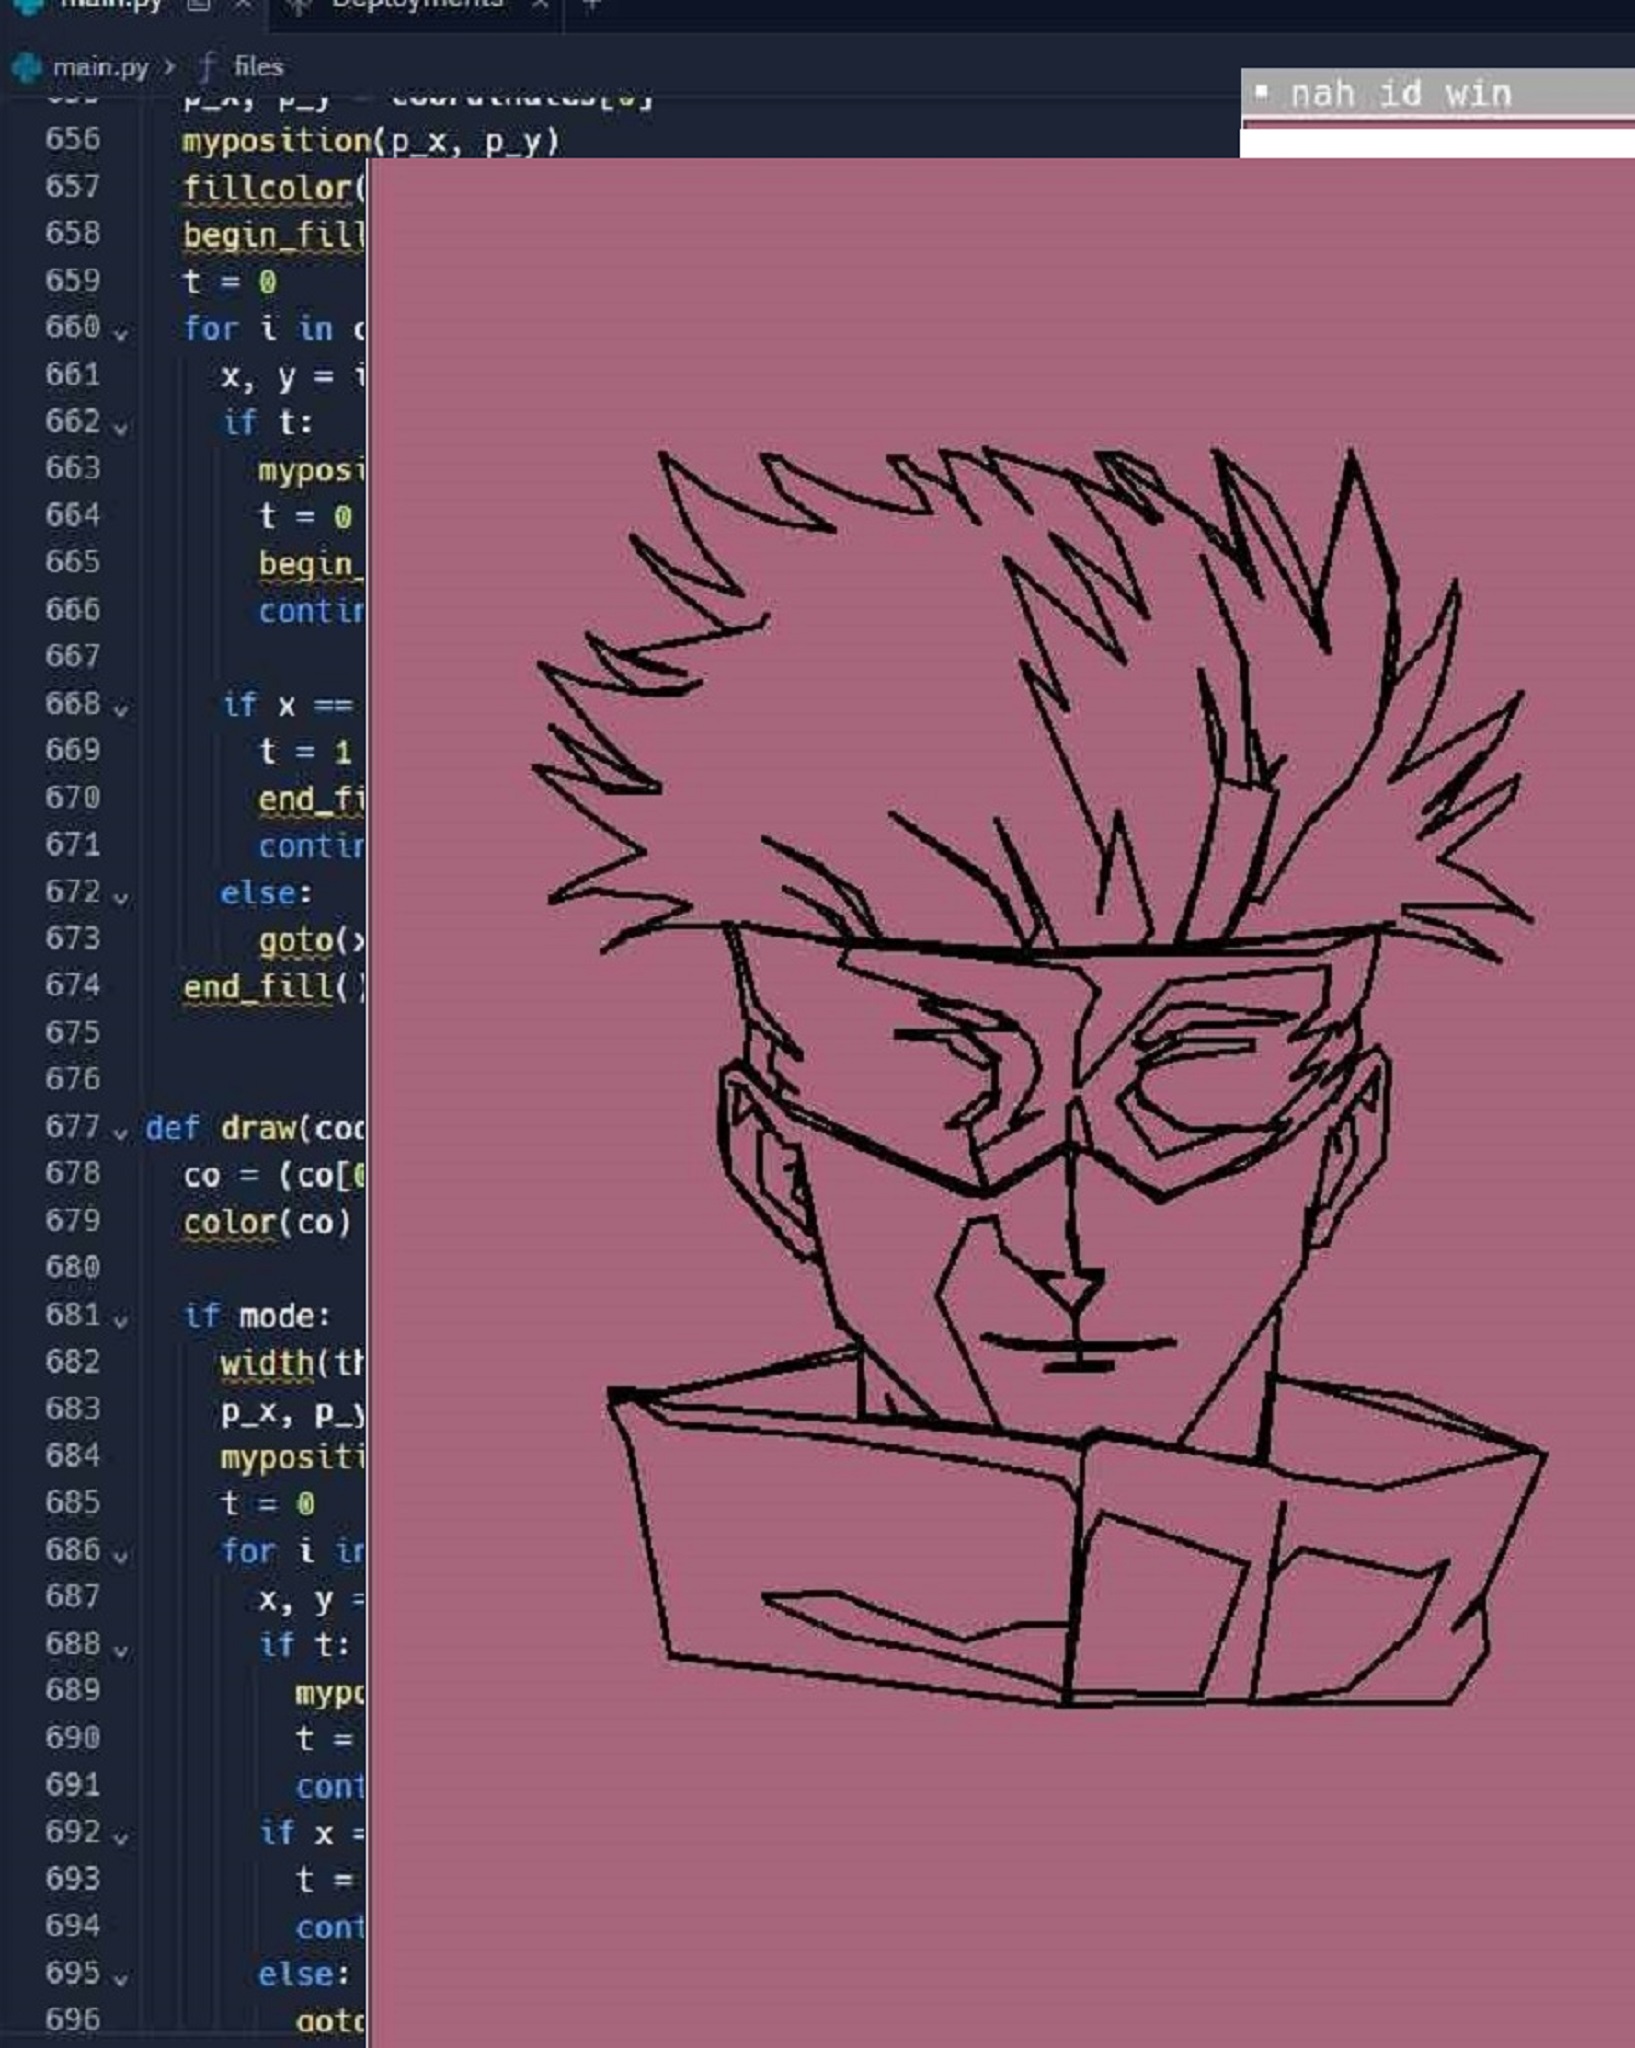 main.py Deployments +
main.py > files
nah id win
655 p_x, p_y = coordinates[0]
656 myposition(p_x, p_y)
657 fillcolor(
658 begin_fill
659 t = 0
660 for i in c
661 x, y = i
662 if t:
663 myposi
664 t = 0
665 begin_
666 contin
667
668 if x ==
669 t = 1
670 end_fi
671 contin
672 else:
673 goto(x
674 end_fill()
675
676
677 def draw(coo
678 co = (co[0
679 color(co)
680
681 if mode:
682 width(th
683 p_x, p_y
684 mypositi
685 t = 0
686 for i in
687 x, y =
688 if t:
689 mypo
690 t =
691 cont
692 if x =
693 t =
694 cont
695 else:
696 goto